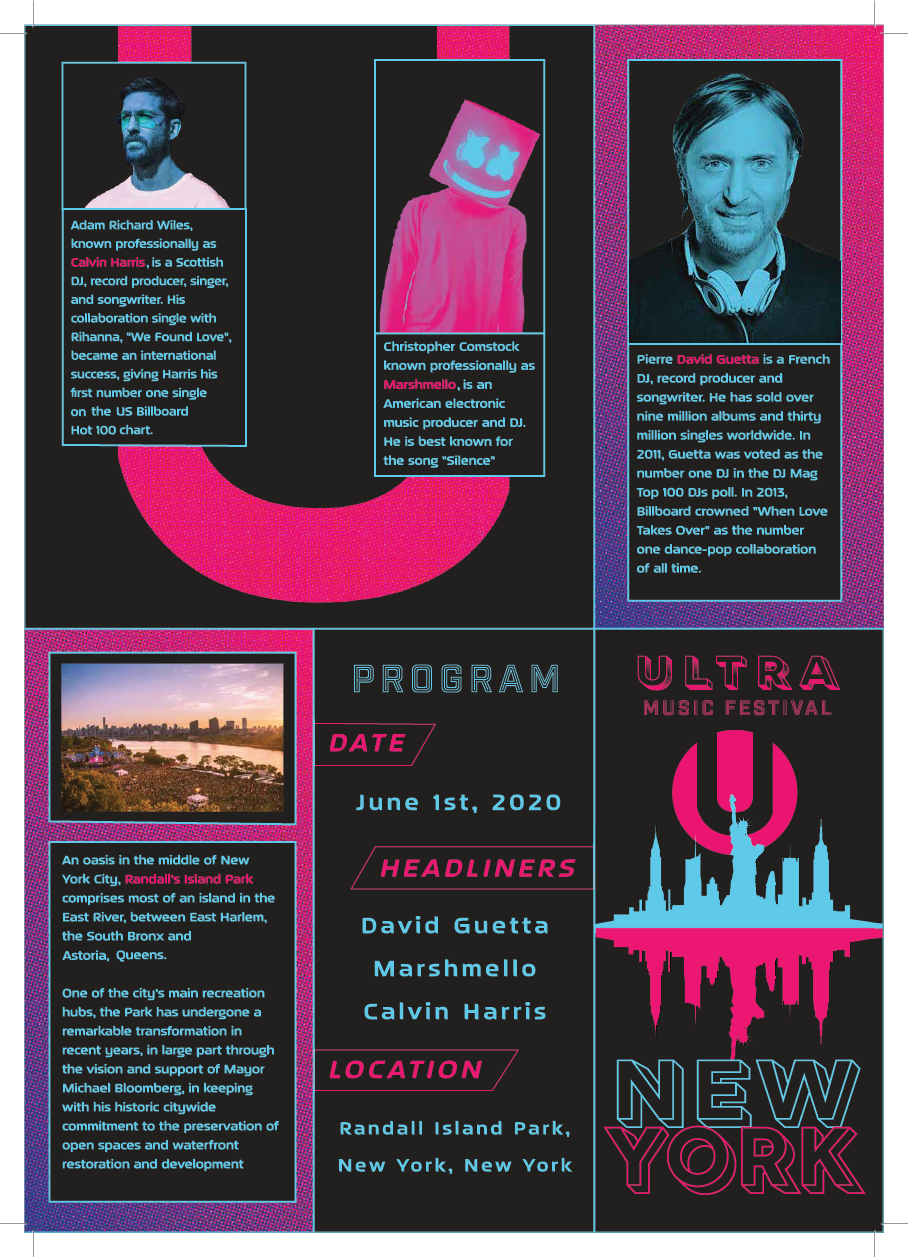 Adam Richard Wiles,
known professionally as
Calvin Harris, is a Scottish
DJ, record producer, singer,
and songwriter. His
collaboration single with
Rihanna, "We Found Love",
became an international
success, giving Harris his
first number one single
on the US Billboard
Hot 100 chart.
Christopher Comstock
known professionally as
Marshmello, is an
American electronic
music producer and DJ.
He is best known for
the song "Silence"
Pierre David Guetta is a French
DJ, record producer and
songwriter. He has sold over
nine million albums and thirty
million singles worldwide. In
2011, Guetta was voted as the
number one DJ in the DJ Mag
Top 100 DJs poll. In 2013,
Billboard crowned "When Love
Takes Over" as the number
one dance-pop collaboration
of all time.
An oasis in the middle of New
York City, Randall's Island Park
comprises most of an island in the
East River, between East Harlem,
the South Bronx and
Astoria, Queens.
One of the city's main recreation
hubs, the Park has undergone a
remarkable transformation in
recent years, in large part through
the vision and support of Mayor
Michael Bloomberg, in keeping
with his historic citywide
commitment to the preservation of
open spaces and waterfront
restoration and development
PROGRAM
DATE
June 1st, 2020
HEADLINERS
David Guetta
Marshmello
Calvin Harris
LOCATION
Randall Island Park,
New York, New York
ULTRA
MUSIC FESTIVAL
NEW
YORK